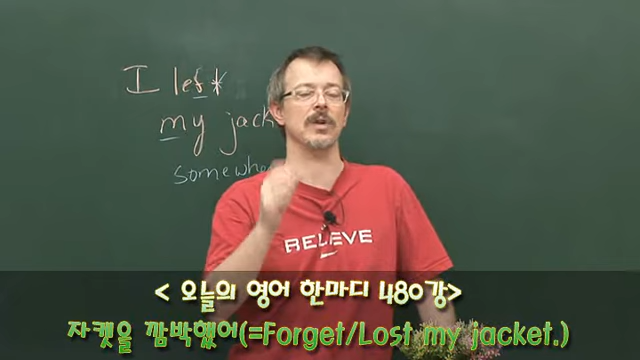 I left
my jack
somewhe
RELEVE
< 오늘의 영어 한마디 480강>
자켓을 깜박했어(=Forget/Lost my jacket.)